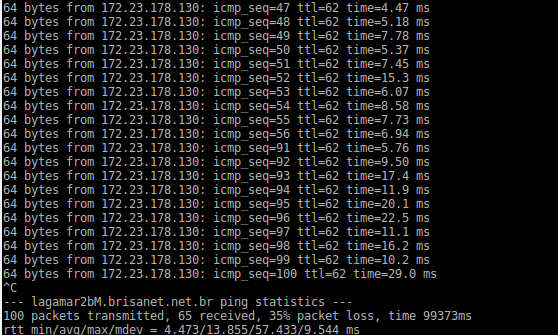 64 bytes from 172.23.178.130: icmp_seq=47 ttl=62 time=4.47 ms
64 bytes from 172.23.178.130: icmp_seq=48 ttl=62 time=5.18 ms
64 bytes from 172.23.178.130: icmp_seq=49 ttl=62 time=7.78 ms
64 bytes from 172.23.178.130: icmp_seq=50 ttl=62 time=5.37 ms
64 bytes from 172.23.178.130: icmp_seq=51 ttl=62 time=7.45 ms
64 bytes from 172.23.178.130: icmp_seq=52 ttl=62 time=15.3 ms
64 bytes from 172.23.178.130: icmp_seq=53 ttl=62 time=6.07 ms
64 bytes from 172.23.178.130: icmp_seq=54 ttl=62 time=8.58 ms
64 bytes from 172.23.178.130: icmp_seq=55 ttl=62 time=7.73 ms
64 bytes from 172.23.178.130: icmp_seq=56 ttl=62 time=6.94 ms
64 bytes from 172.23.178.130: icmp_seq=91 ttl=62 time=5.76 ms
64 bytes from 172.23.178.130: icmp_seq=92 ttl=62 time=9.50 ms
64 bytes from 172.23.178.130: icmp_seq=93 ttl=62 time=17.4 ms
64 bytes from 172.23.178.130: icmp_seq=94 ttl=62 time=11.9 ms
64 bytes from 172.23.178.130: icmp_seq=95 ttl=62 time=20.1 ms
64 bytes from 172.23.178.130: icmp_seq=96 ttl=62 time=22.5 ms
64 bytes from 172.23.178.130: icmp_seq=97 ttl=62 time=11.1 ms
64 bytes from 172.23.178.130: icmp_seq=98 ttl=62 time=16.2 ms
64 bytes from 172.23.178.130: icmp_seq=99 ttl=62 time=10.2 ms
64 bytes from 172.23.178.130: icmp_seq=100 ttl=62 time=29.0 ms
^C
--- lagamar2bM.brisanet.net.br ping statistics ---
100 packets transmitted, 65 received, 35% packet loss, time 99373ms
rtt min/avg/max/mdev = 4.473/13.855/57.433/9.544 ms